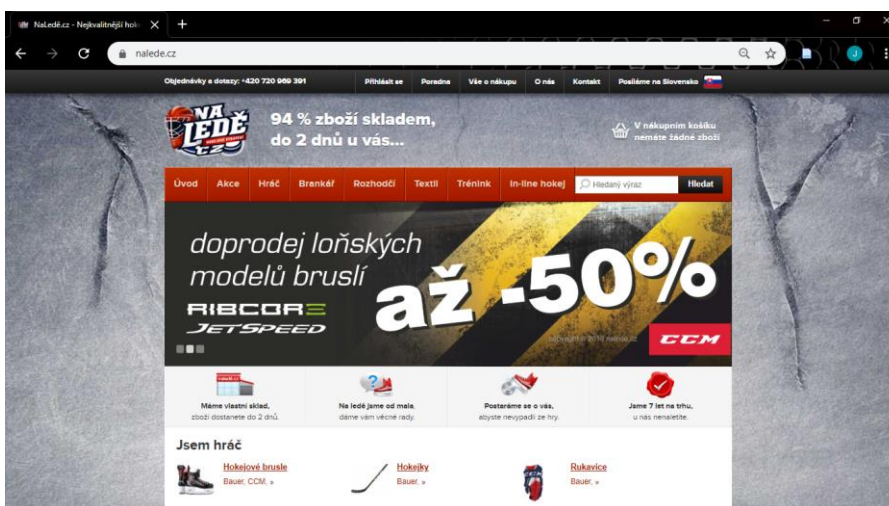 NaLedě.cz - Nejkvalitnější hok
nalede.cz
J
Objednávky a dotazy: +420 720 969 391
Přihlásit se
Poradna
Vše o nákupu
O nás
Kontakt
Posíláme na Slovensko
NA
LEDĚ
CZ
94 % zboží skladem,
do 2 dnů u vás...
V nákupním košíku
nemáte žádné zboží
Úvod
Akce
Hráč
Brankář
Rozhodčí
Textil
Trénink
In-line hokej
Hledaný výraz
Hledat
doprodej loňských
modelů bruslí
RIBCORE
JETSPEED
až -50%
CCM
Máme vlastní sklad,
zboží dostanete do 2 dnů.
Na ledě jsme od mala,
dáme vám věcné rady.
Postaráme se o vás,
abyste nevypadli ze hry.
Jsme 7 let na trhu,
u nás nenaletíte.
Jsem hráč
Hokejové brusle
Bauer, CCM, »
Hokejky
Bauer, »
Rukavice
Bauer, »